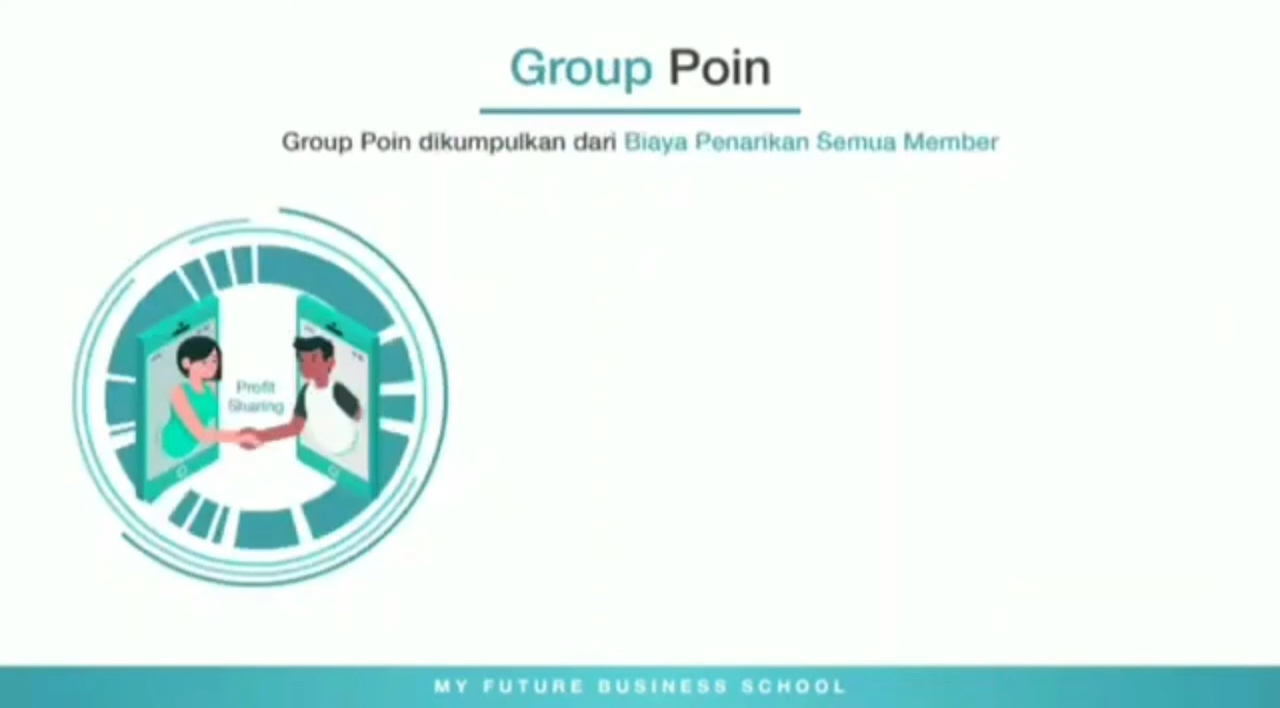 Group Poin
Group Poin dikumpulkan dari Biaya Penarikan Semua Member
Profit
Sharing
MY FUTURE BUSINESS SCHOOL